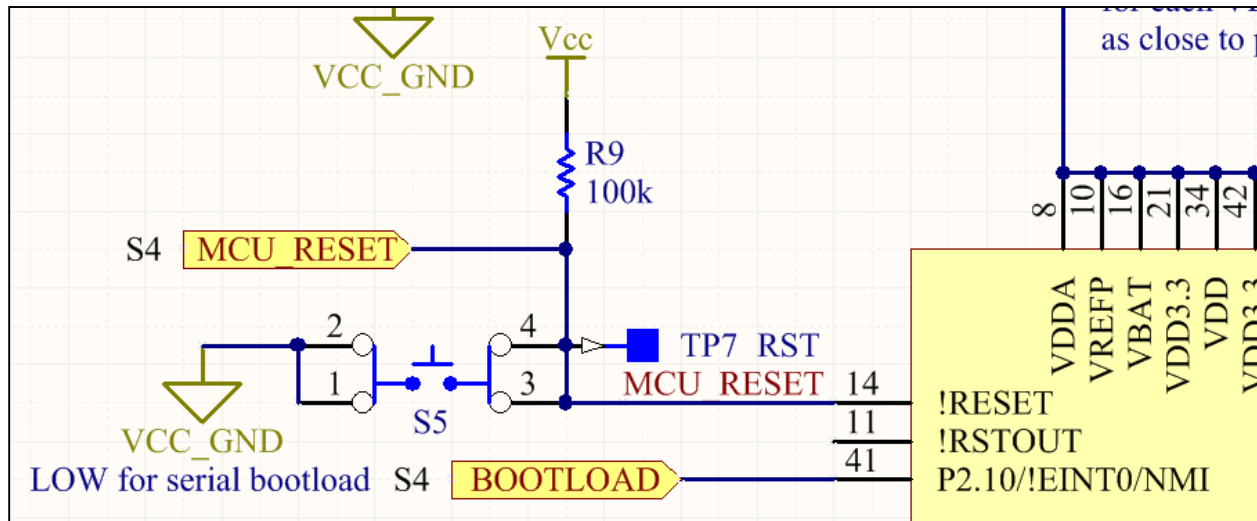 as close to
VCC_GND
Vcc
R9
100k
8
10
16
21
34
42
S4 MCU_RESET
VDDA
VREFP
VBAT
VDD3.3
VDD
VDD3.3
2
4
TP7 RST
1
3
MCU_RESET 14
S5
!RESET
11
!RSTOUT
VCC_GND
41
LOW for serial bootload S4 BOOTLOAD
P2.10/!EINT0/NMI